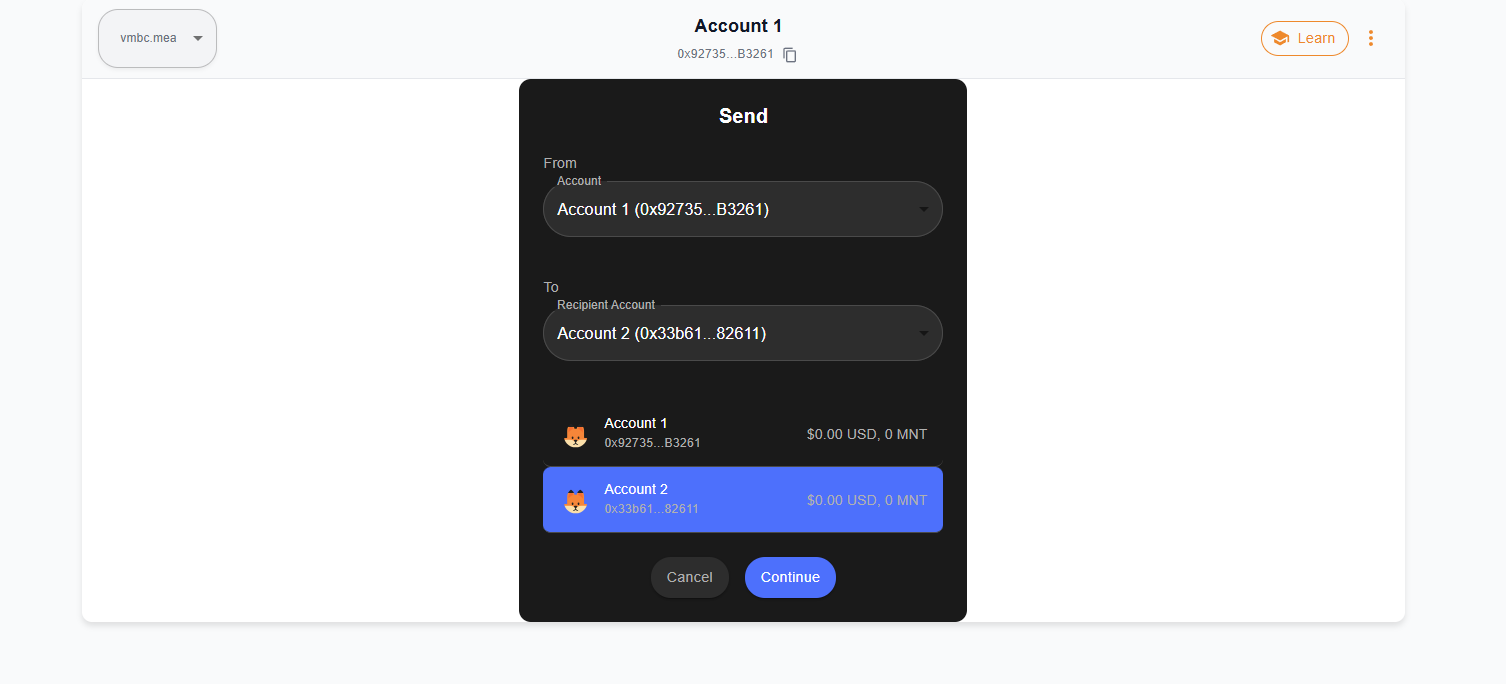 vmbc.mea
Account 1
0x92735...B3261
Learn
Send
From
Account
Account 1 (0x92735...B3261)
To
Recipient Account
Account 2 (0x33b61...82611)
Account 1
0x92735...B3261
$0.00 USD, 0 MNT
Account 2
0x33b61...82611
$0.00 USD, 0 MNT
Cancel
Continue